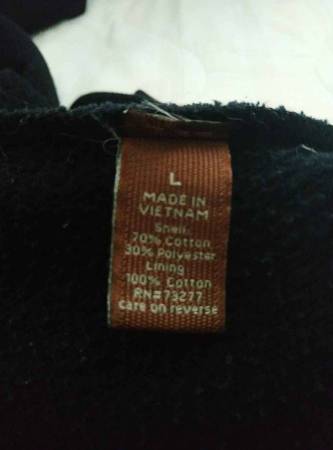 L
MADE IN
VIETNAM
Shell
70% Cotton
30% Polyester
Lining
100% Cotton
RN#73277
Care on reverse